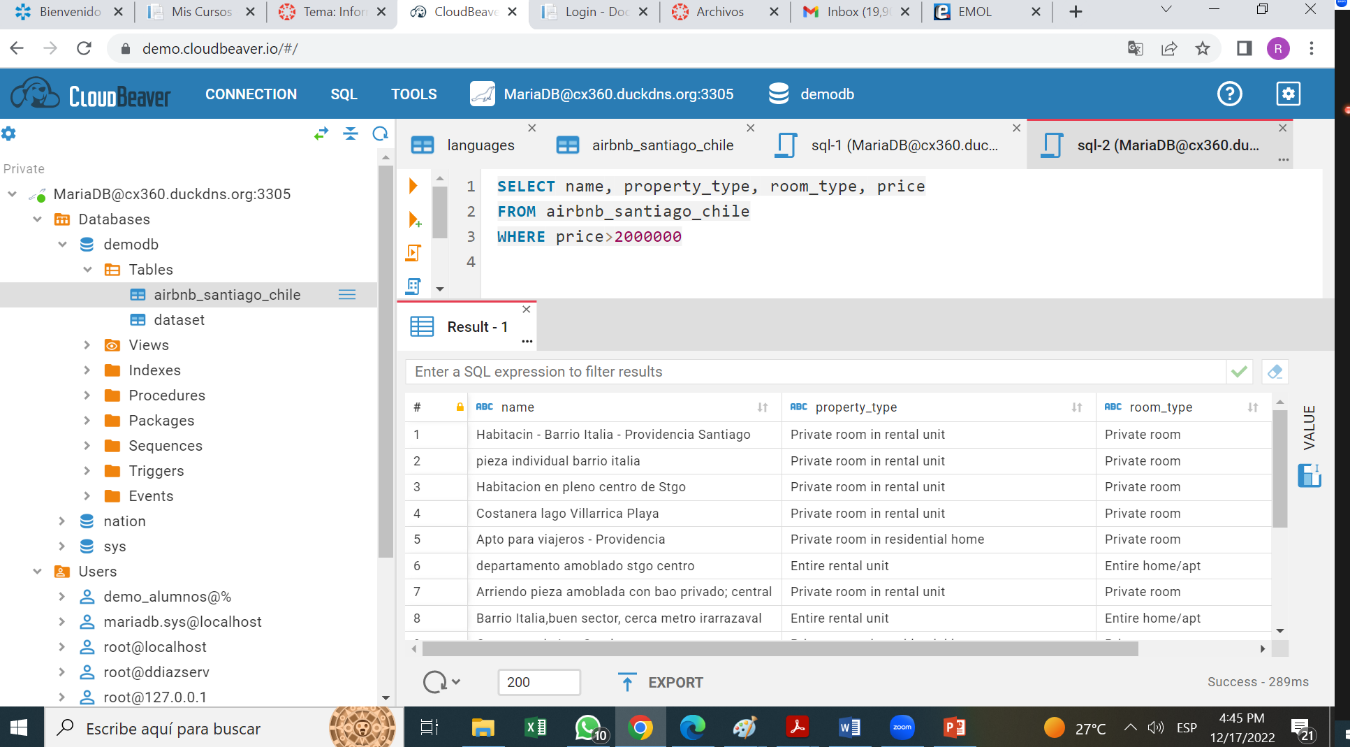 Bienvenido
Mis Cursos
Tema: Infor
CloudBeave
Login - Doc
Archivos
Inbox (19,9
EMOL
demo.cloudbeaver.io/#/
R
CLOUDBEAVER
CONNECTION
SQL
TOOLS
MariaDB@cx360.duckdns.org:3305
demodb
languages
airbnb_santiago_chile
sql-1 (MariaDB@cx360.duc...
sql-2 (MariaDB@cx360.du...
Private
MariaDB@cx360.duckdns.org:3305
Databases
demodb
Tables
airbnb_santiago_chile
dataset
Views
Indexes
Procedures
Packages
Sequences
Triggers
Events
nation
sys
Users
demo_alumnos@%
mariadb.sys@localhost
root@localhost
root@ddiazserv
root@127.0.0.1
1 SELECT name, property_type, room_type, price
2 FROM airbnb_santiago_chile
3 WHERE price>2000000
4
Result - 1
Enter a SQL expression to filter results
# ABC name ABC property_type ABC room_type
1 Habitacin - Barrio Italia - Providencia Santiago Private room in rental unit Private room
2 pieza individual barrio italia Private room in rental unit Private room
3 Habitacion en pleno centro de Stgo Private room in rental unit Private room
4 Costanera lago Villarrica Playa Private room in rental unit Private room
5 Apto para viajeros - Providencia Private room in residential home Private room
6 departamento amoblado stgo centro Entire rental unit Entire home/apt
7 Arriendo pieza amoblada con bao privado; central Private room in rental unit Private room
8 Barrio Italia,buen sector, cerca metro irarrazaval Entire rental unit Entire home/apt
VALUE
200
EXPORT
Success - 289ms
Escribe aquí para buscar
10
zoom
27°C
ESP
4:45 PM
12/17/2022
21